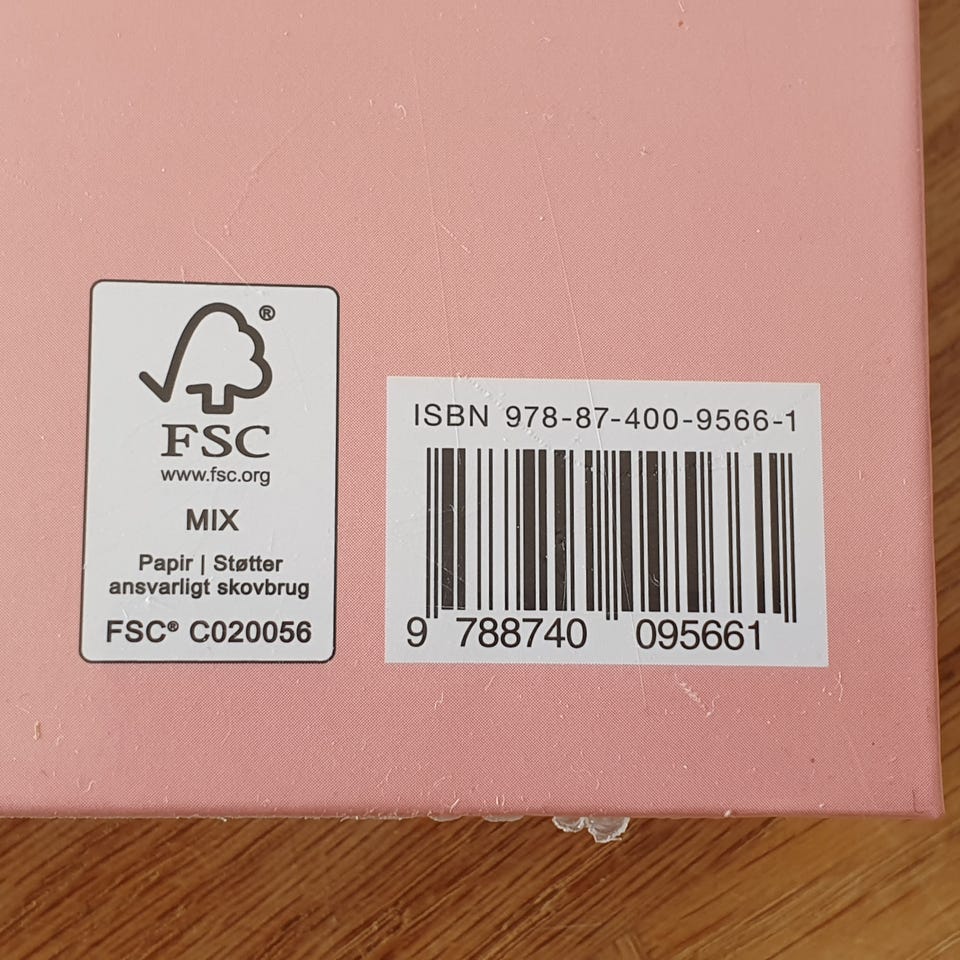 ®
FSC
www.fsc.org
MIX
Papir | Støtter
ansvarligt skovbrug
FSC® C020056
ISBN 978-87-400-9566-1
9 788740 095661